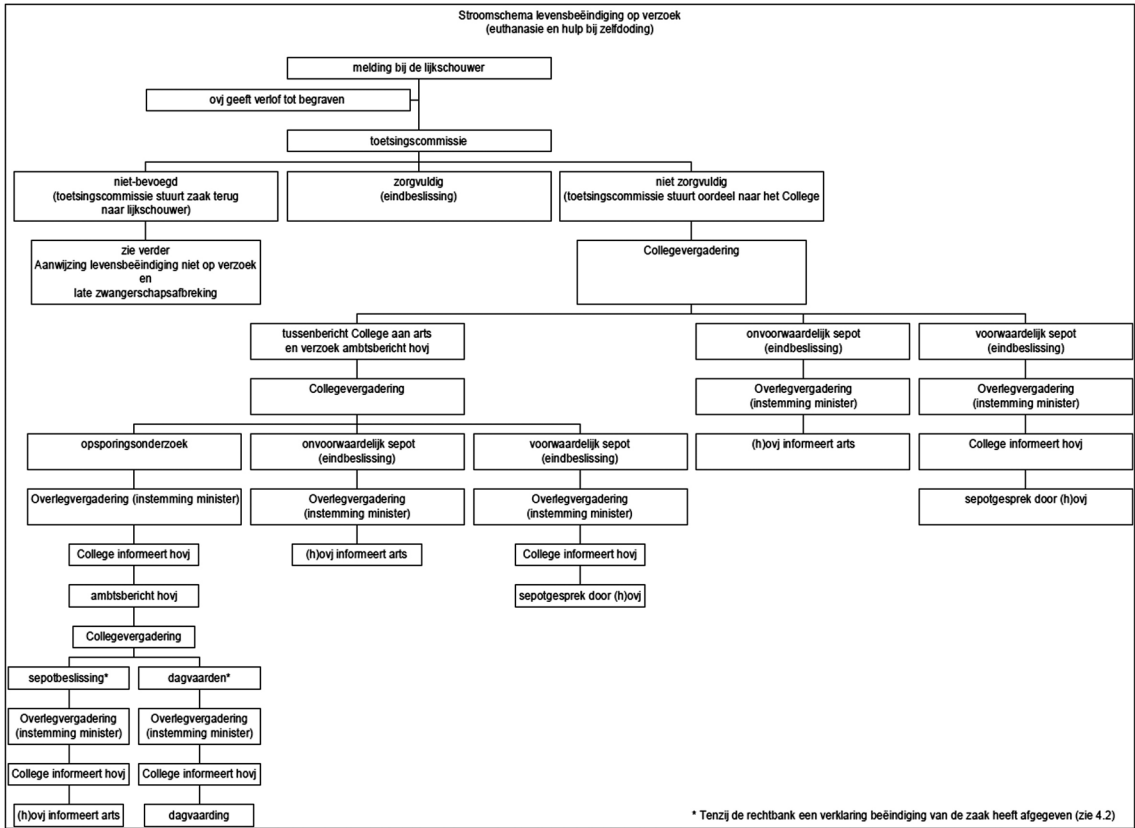 Stroomschema levensbeëindiging op verzoek
(euthanasie en hulp bij zelfdoding)
melding bij de lijkschouwer
ovj geeft verlof tot begraven
toetsingscommissie
niet-bevoegd
(toetsingscommissie stuurt zaak terug
naar lijkschouwer)
zorgvuldig
(eindbeslissing)
niet zorgvuldig
(toetsingscommissie stuurt oordeel naar het College)
zie verder
Aanwijzing levensbeëindiging niet op verzoek
en
late zwangerschapsafbreking
Collegevergadering
tussenbericht College aan arts
en verzoek ambtsbericht hovj
onvoorwaardelijk sepot
(eindbeslissing)
voorwaardelijk sepot
(eindbeslissing)
Collegevergadering
Overlegvergadering
(instemming minister)
Overlegvergadering
(instemming minister)
opsporingsonderzoek
onvoorwaardelijk sepot
(eindbeslissing)
voorwaardelijk sepot
(eindbeslissing)
(h)ovj informeert arts
College informeert hovj
Overlegvergadering (instemming minister)
Overlegvergadering
(instemming minister)
Overlegvergadering
(instemming minister)
sepotgesprek door (h)ovj
College informeert hovj
(h)ovj informeert arts
College informeert hovj
ambtsbericht hovj
sepotgesprek door (h)ovj
Collegevergadering
sepotbeslissing*
dagvaarden*
Overlegvergadering
(instemming minister)
Overlegvergadering
(instemming minister)
College informeert hovj
College informeert hovj
(h)ovj informeert arts
dagvaarding
* Tenzij de rechtbank een verklaring beëindiging van de zaak heeft afgegeven (zie 4.2)